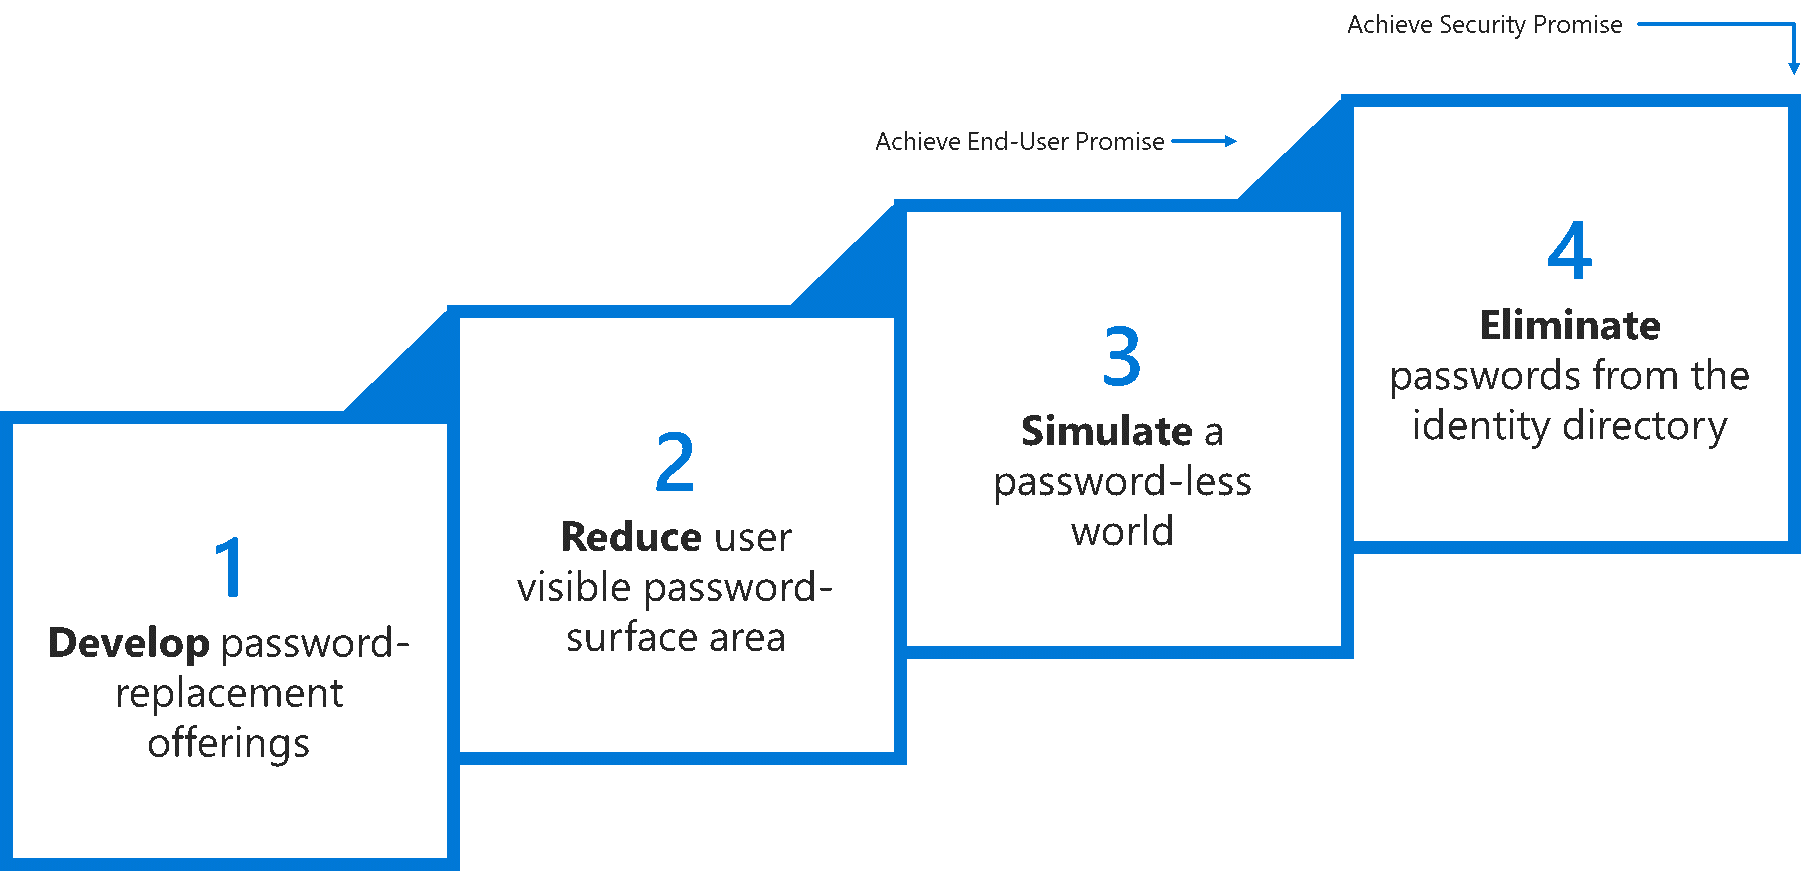 Achieve Security Promise
Achieve End-User Promise
1
Develop password-
replacement
offerings
2
Reduce user
visible password-
surface area
3
Simulate a
password-less
world
4
Eliminate
passwords from the
identity directory